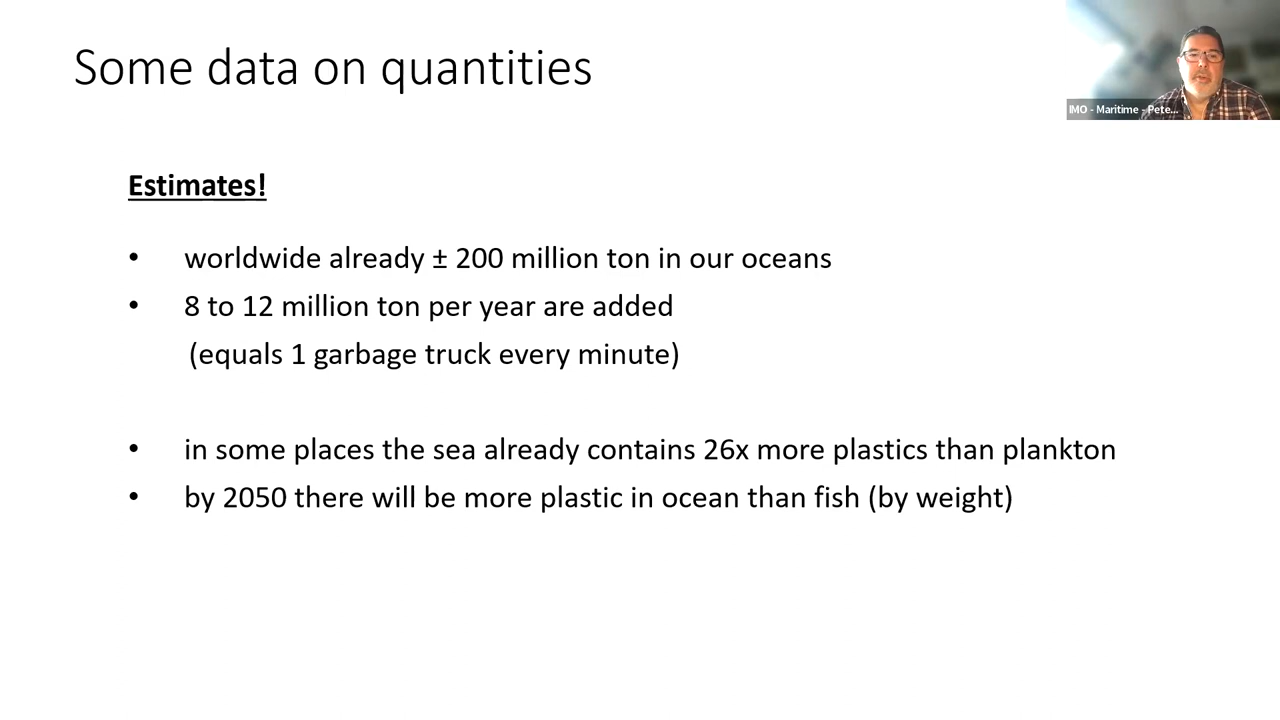 Some data on quantities
IMO - Maritime - Pete...
Estimates!
• worldwide already ± 200 million ton in our oceans
• 8 to 12 million ton per year are added
(equals 1 garbage truck every minute)
• in some places the sea already contains 26x more plastics than plankton
• by 2050 there will be more plastic in ocean than fish (by weight)